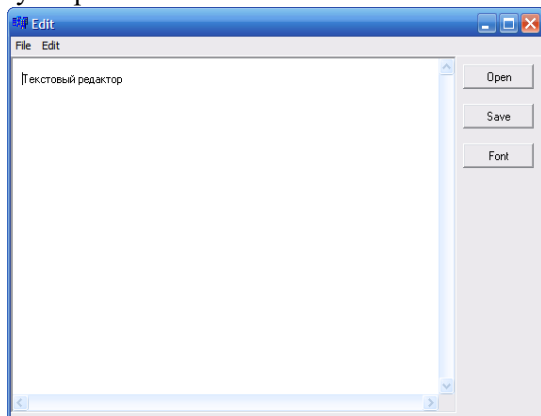 Edit
File Edit
Текстовый редактор
Open
Save
Font